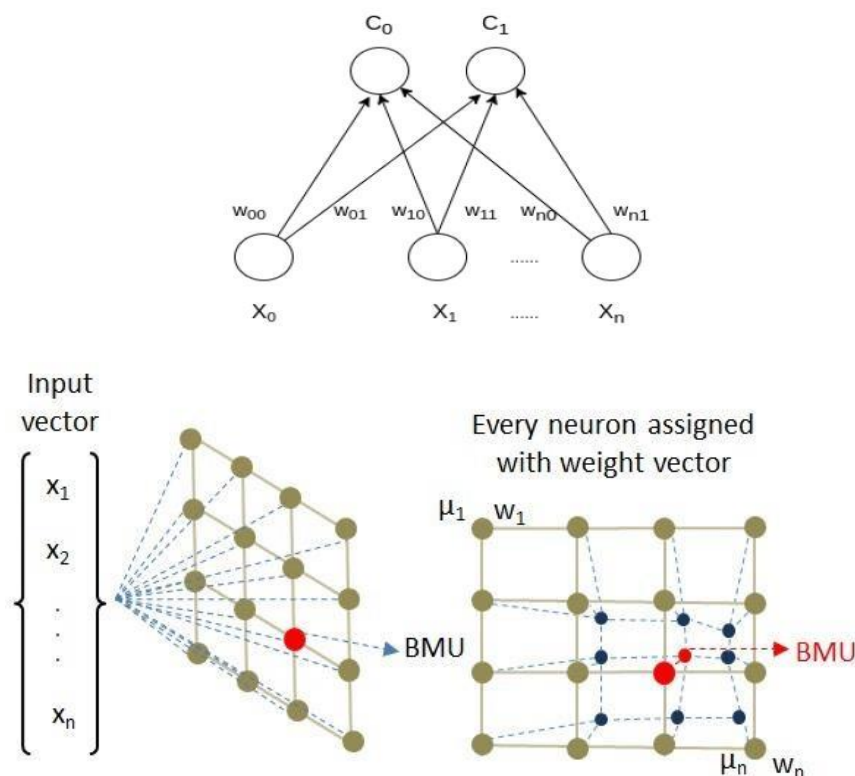 C₀ C₁
w₀₀ w₀₁ w₁₀ w₁₁ wₙ₀ wₙ₁
......
X₀ X₁ ...... Xₙ
Input
vector
x₁
x₂
.
.
.
xₙ
BMU
Every neuron assigned
with weight vector
μ₁ w₁
BMU
μₙ wₙ